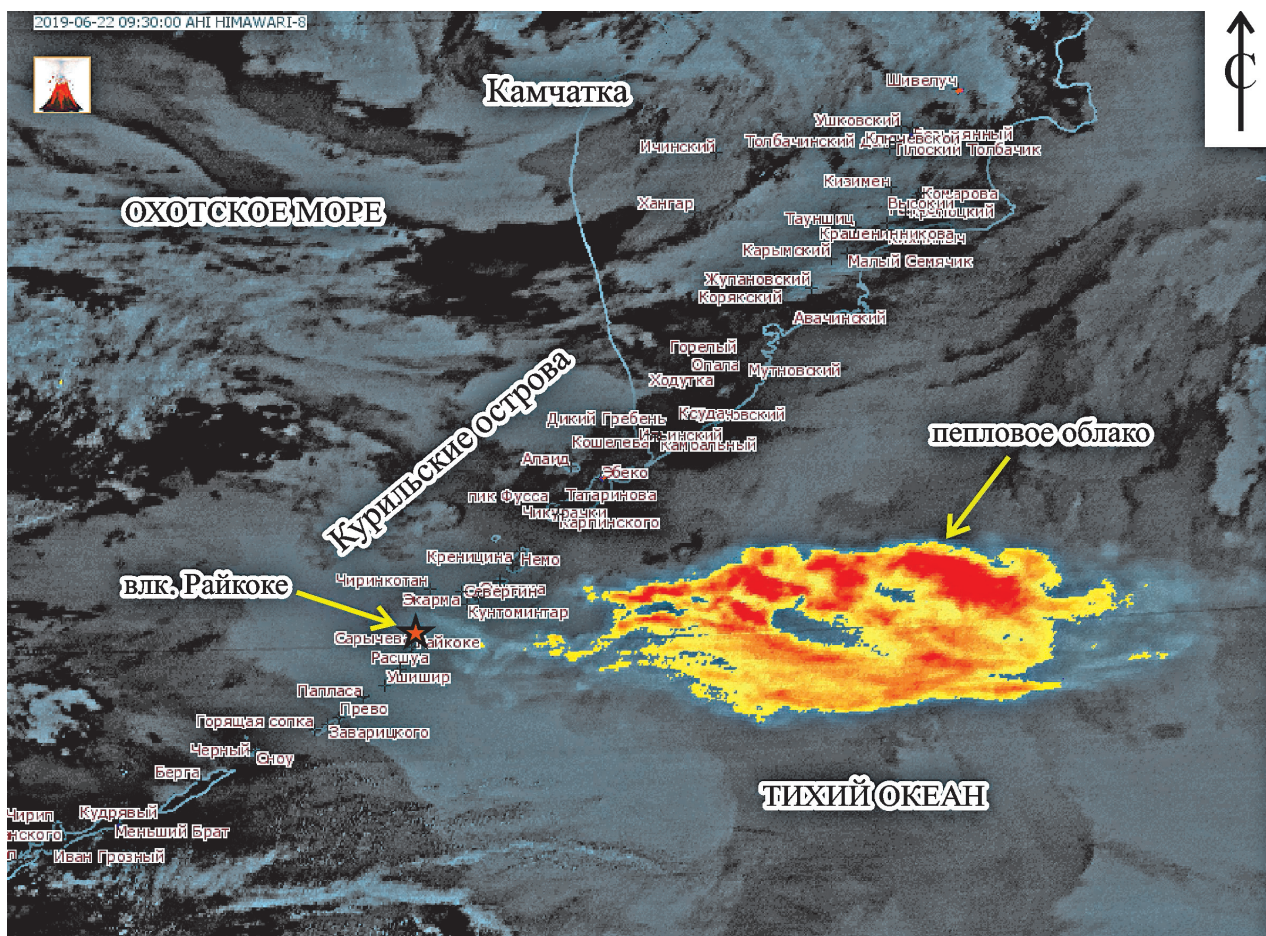 2019-06-22 09:30:00 AHI HIMAWARI-8
С
Камчатка
Шивелуч
Ушковский
Толбачинский
Ключевской
Плоский Толбачик
Ичинский
Кизимен
Хангар
Комарова
Высокий
ОХОТСКОЕ МОРЕ
Тауншиц
Крашенинникова
Карымский
Малый Семячик
Жупановский
Корякский
Авачинский
Горелый
Опала
Мутновский
Ходутка
Курильские острова
Дикий Гребень
Ксудач
Ильинский
Кошелева
Камбальный
пепловое облако
Алаид
Эбеко
пик Фусса
Татаринова
Чикурачки
Карпинского
Креницина
Немо
Чиринкотан
влк. Райкоке
Севергина
Экарма
Кунтоминтар
Сарычева
Райкоке
Расшуа
Ушишир
Папласа
Прево
Горящая сопка
Заварицкого
Черный
Сноу
Берга
ТИХИЙ ОКЕАН
Чирип
Кудрявый
Меньший Брат
Иван Грозный